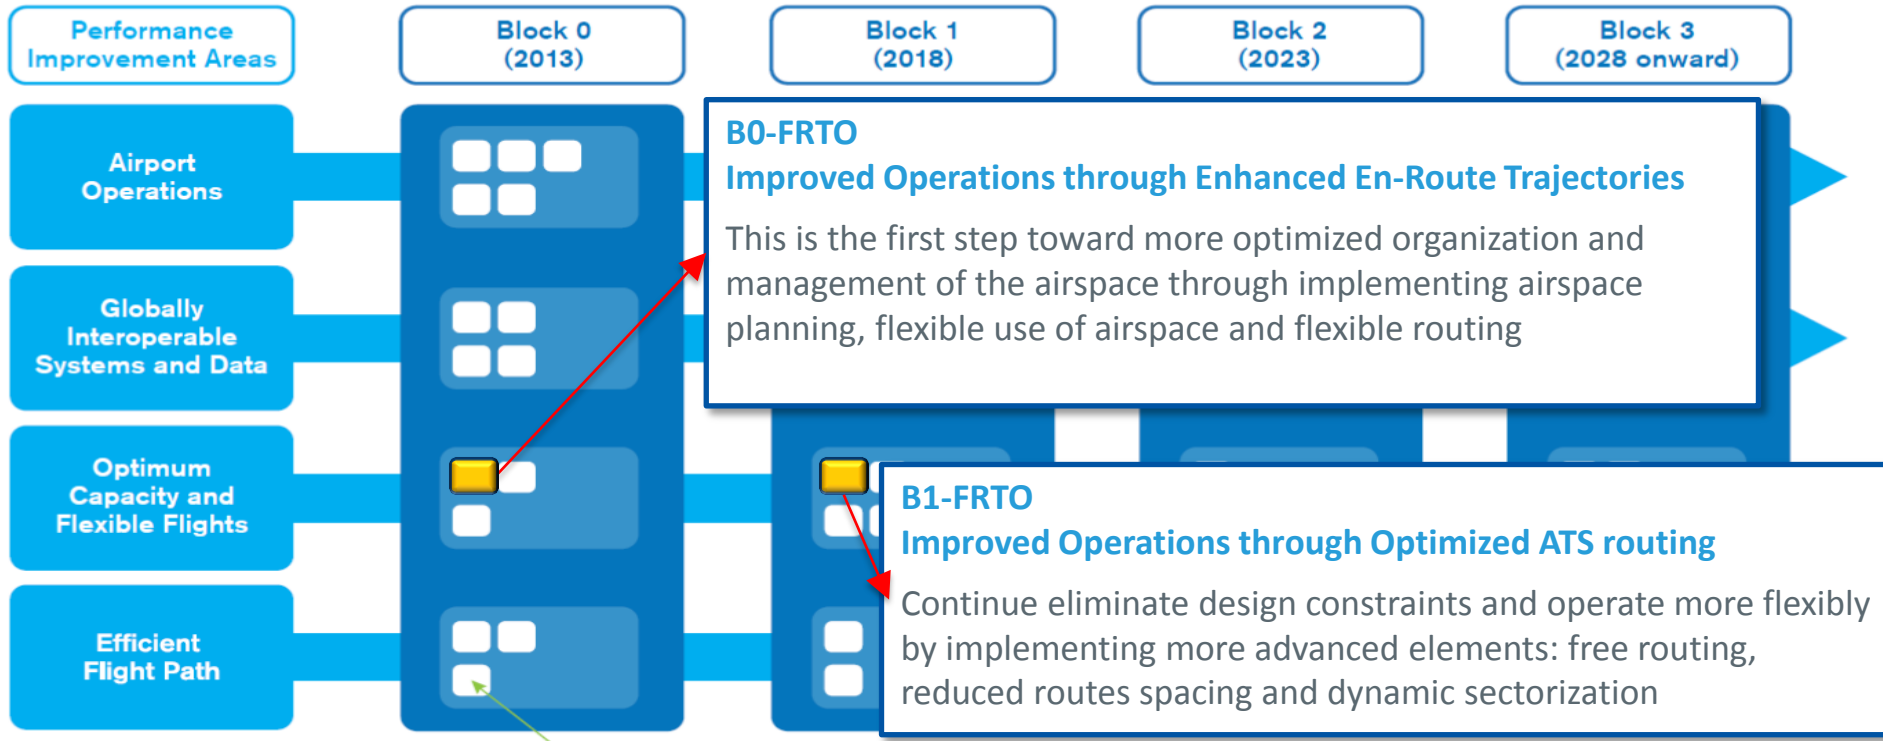 Performance
Improvement Areas
Block 0
(2013)
Block 1
(2018)
Block 2
(2023)
Block 3
(2028 onward)
Airport
Operations
B0-FRTO
Improved Operations through Enhanced En-Route Trajectories
This is the first step toward more optimized organization and
management of the airspace through implementing airspace
planning, flexible use of airspace and flexible routing
Globally
Interoperable
Systems and Data
Optimum
Capacity and
Flexible Flights
B1-FRTO
Improved Operations through Optimized ATS routing
Continue eliminate design constraints and operate more flexibly
by implementing more advanced elements: free routing,
reduced routes spacing and dynamic sectorization
Efficient
Flight Path